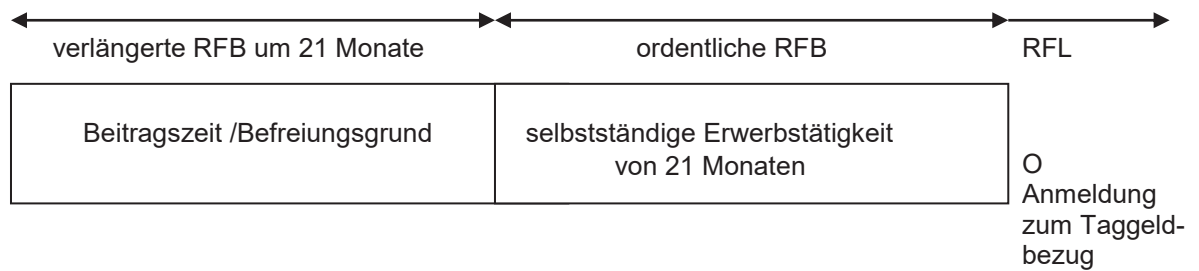 verlängerte RFB um 21 Monate
ordentliche RFB
RFL
Beitragszeit /Befreiungsgrund
selbstständige Erwerbstätigkeit
von 21 Monaten
O
Anmeldung
zum Taggeld-
bezug